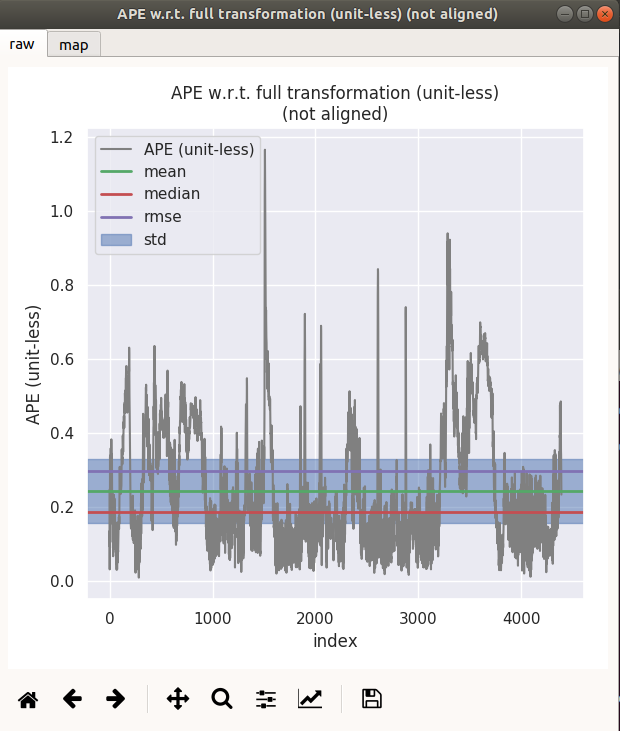 APE w.r.t. full transformation (unit-less) (not aligned)
raw
map
APE w.r.t. full transformation (unit-less)
(not aligned)
APE (unit-less)
mean
median
rmse
std
1.2
1.0
0.8
0.6
0.4
0.2
0.0
APE (unit-less)
0
1000
2000
3000
4000
index